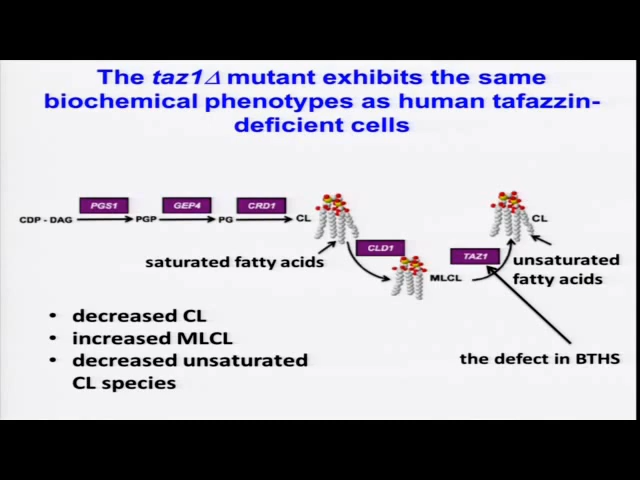 The taz1Δ mutant exhibits the same
biochemical phenotypes as human tafazzin-
deficient cells
PGS1 GEP4 CRD1
CDP - DAG PGP PG CL CL
CLD1
TAZ1
saturated fatty acids
MLCL
unsaturated
fatty acids
• decreased CL
• increased MLCL
• decreased unsaturated
CL species
the defect in BTHS